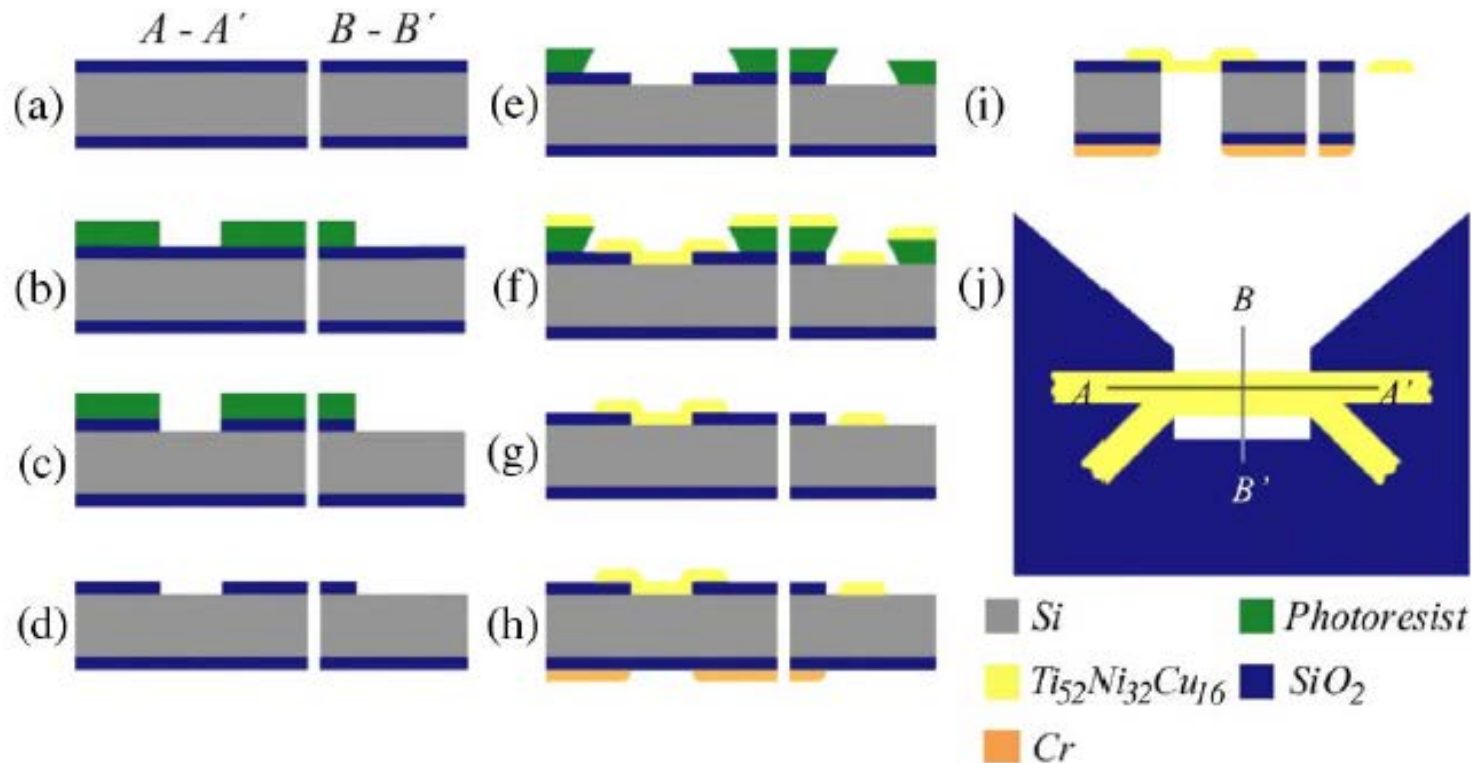 A - A′ B - B′
(a)
(b)
(c)
(d)
(e)
(f)
(g)
(h)
(i)
(j)
B
A A'
B'
Si
Photoresist
Ti52Ni32Cu16
SiO2
Cr